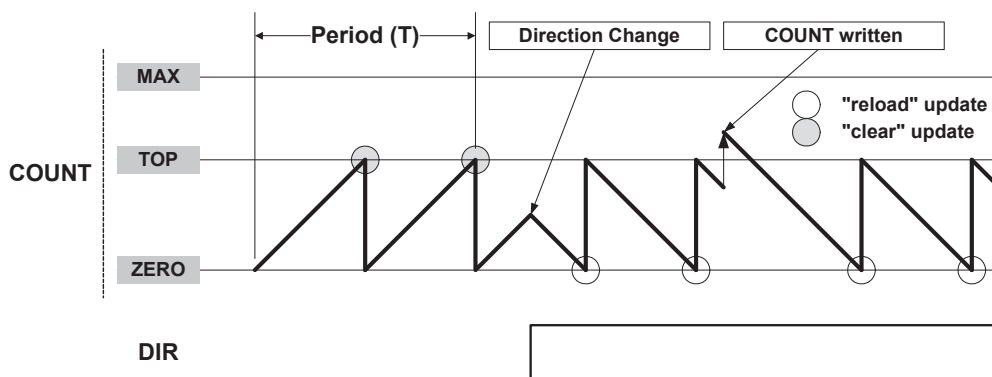 Period (T)
Direction Change
COUNT written
MAX
"reload" update
"clear" update
TOP
COUNT
ZERO
DIR